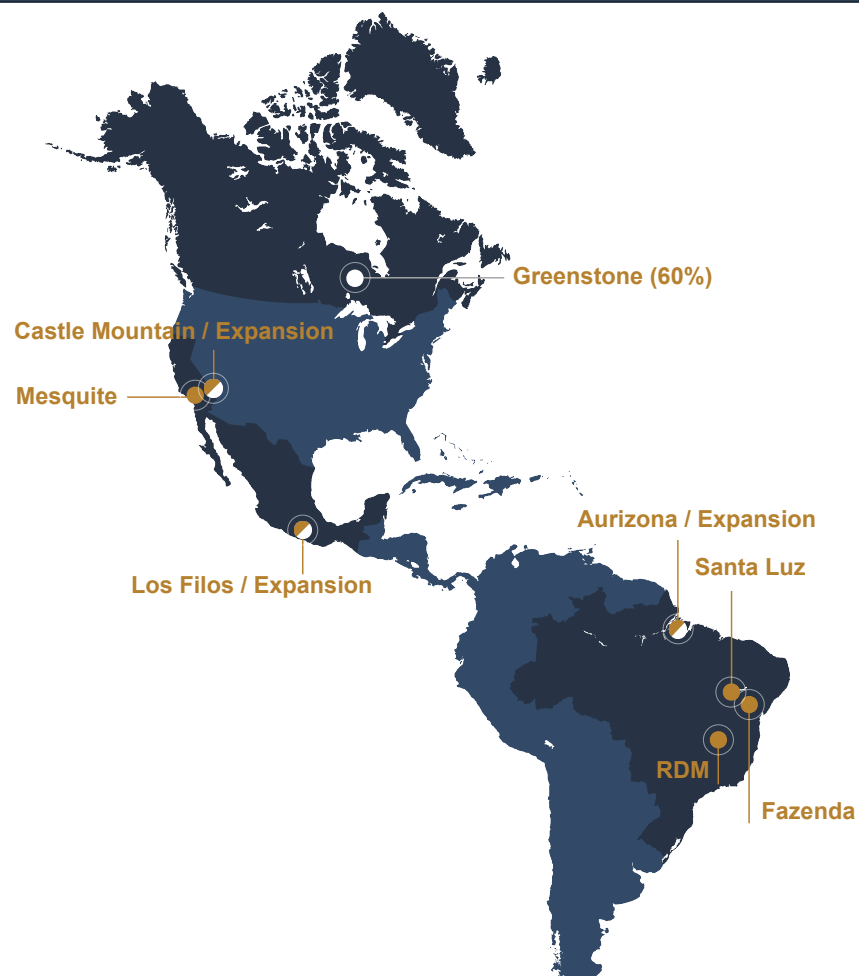 Greenstone (60%)
Castle Mountain / Expansion
Mesquite
Aurizona / Expansion
Santa Luz
Los Filos / Expansion
RDM
Fazenda